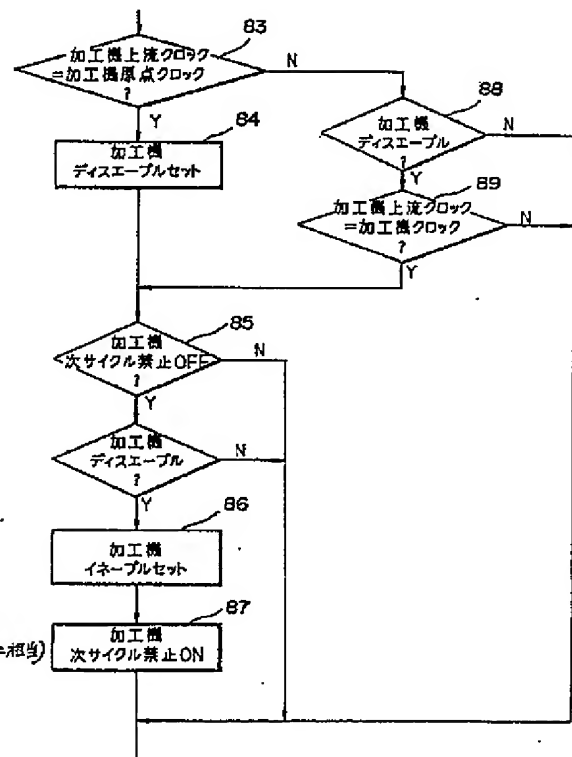 83
加工機上流クロック
=加工機原点クロック
?
N
Y
84
加工機
ディスエーブルセット
88
加工機
ディスエーブル
?
N
Y
89
加工機上流クロック
=加工機クロック
?
N
Y
85
加工機
次サイクル禁止OFF
?
N
Y
加工機
ディスエーブル
?
N
Y
86
加工機
イネーブルセット
87
加工機
次サイクル禁止ON
相当)